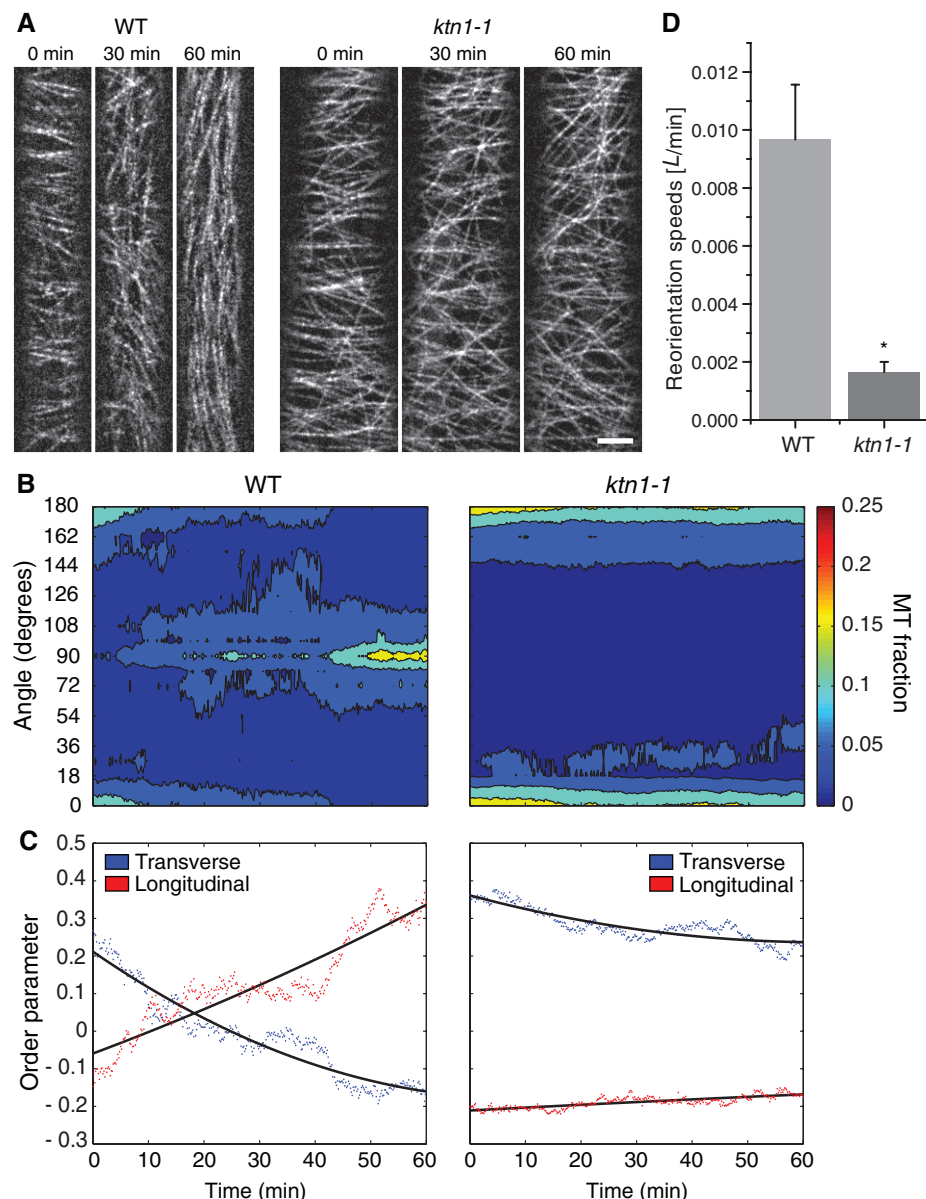 A
WT
ktn1-1
0 min 30 min 60 min
0 min 30 min 60 min
D
Reorientation speeds [L/min]
0.012
0.010
0.008
0.006
0.004
0.002
0.000
*
WT ktn1-1
B
WT
ktn1-1
Angle (degrees)
180
162
144
126
108
90
72
54
36
18
0
0.25
0.2
0.15
0.1
0.05
0
MT fraction
C
Order parameter
0.5
0.4
0.3
0.2
0.1
0
- 0.1
- 0.2
- 0.3
Transverse
Longitudinal
Transverse
Longitudinal
0 10 20 30 40 50 60
0 10 20 30 40 50 60
Time (min)
Time (min)